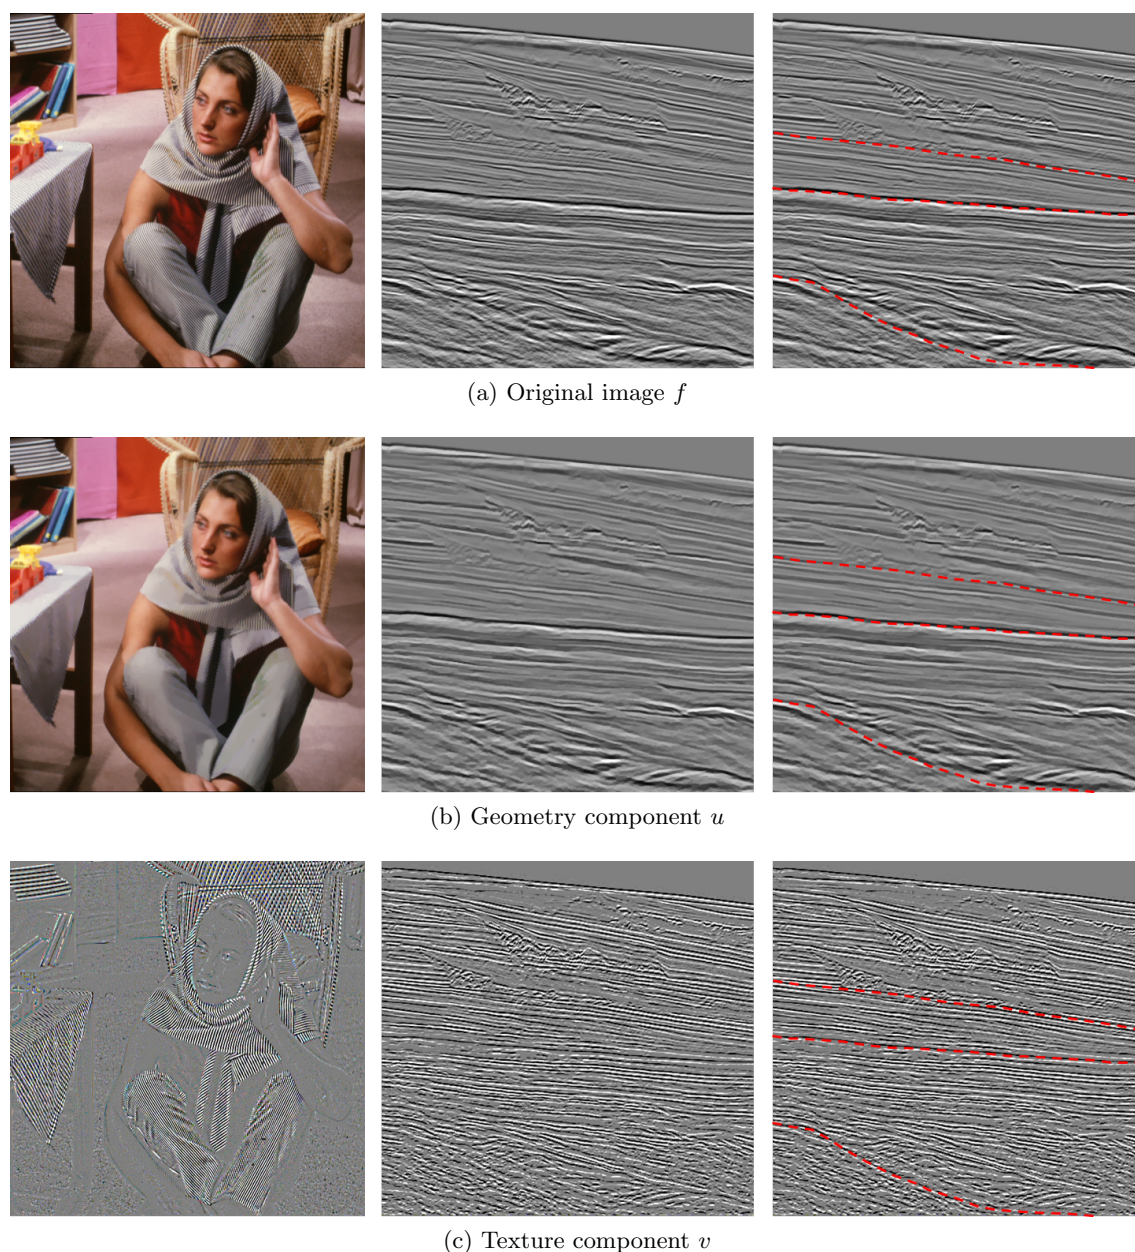 (a) Original image f
(b) Geometry component u
(c) Texture component v